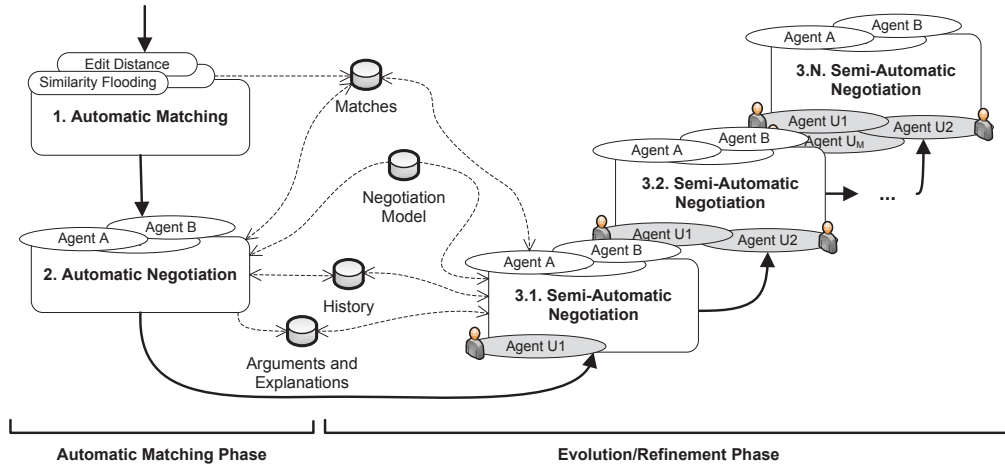 Edit Distance
Similarity Flooding
1. Automatic Matching
Matches
Negotiation
Model
Agent B
Agent A
2. Automatic Negotiation
History
Arguments and
Explanations
Agent B
Agent A
3.1. Semi-Automatic
Negotiation
Agent U1
Agent B
Agent A
3.2. Semi-Automatic
Negotiation
Agent U1
Agent U2
...
Agent B
Agent A
3.N. Semi-Automatic
Negotiation
Agent U1
Agent U2
Agent UM
Automatic Matching Phase
Evolution/Refinement Phase